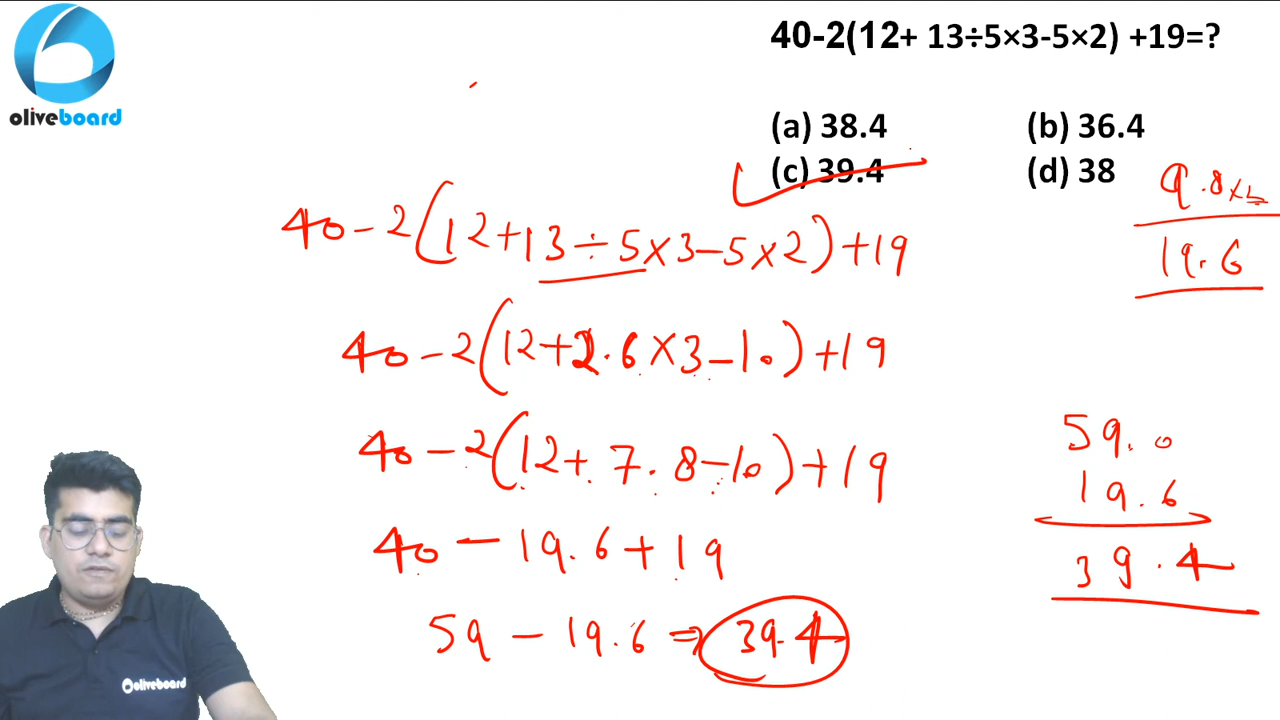 oliveboard
40-2(12+ 13÷5×3-5×2) +19=?
(a) 38.4 (b) 36.4
(c) 39.4 (d) 38
9.8×2
19.6
40-2(12+13÷5×3-5×2)+19
40-2(12+2.6×3-10)+19
40-2(12+7.8-10)+19
40-19.6+19
59-19.6⇒39.4
59.0
19.6
39.4
oliveboard